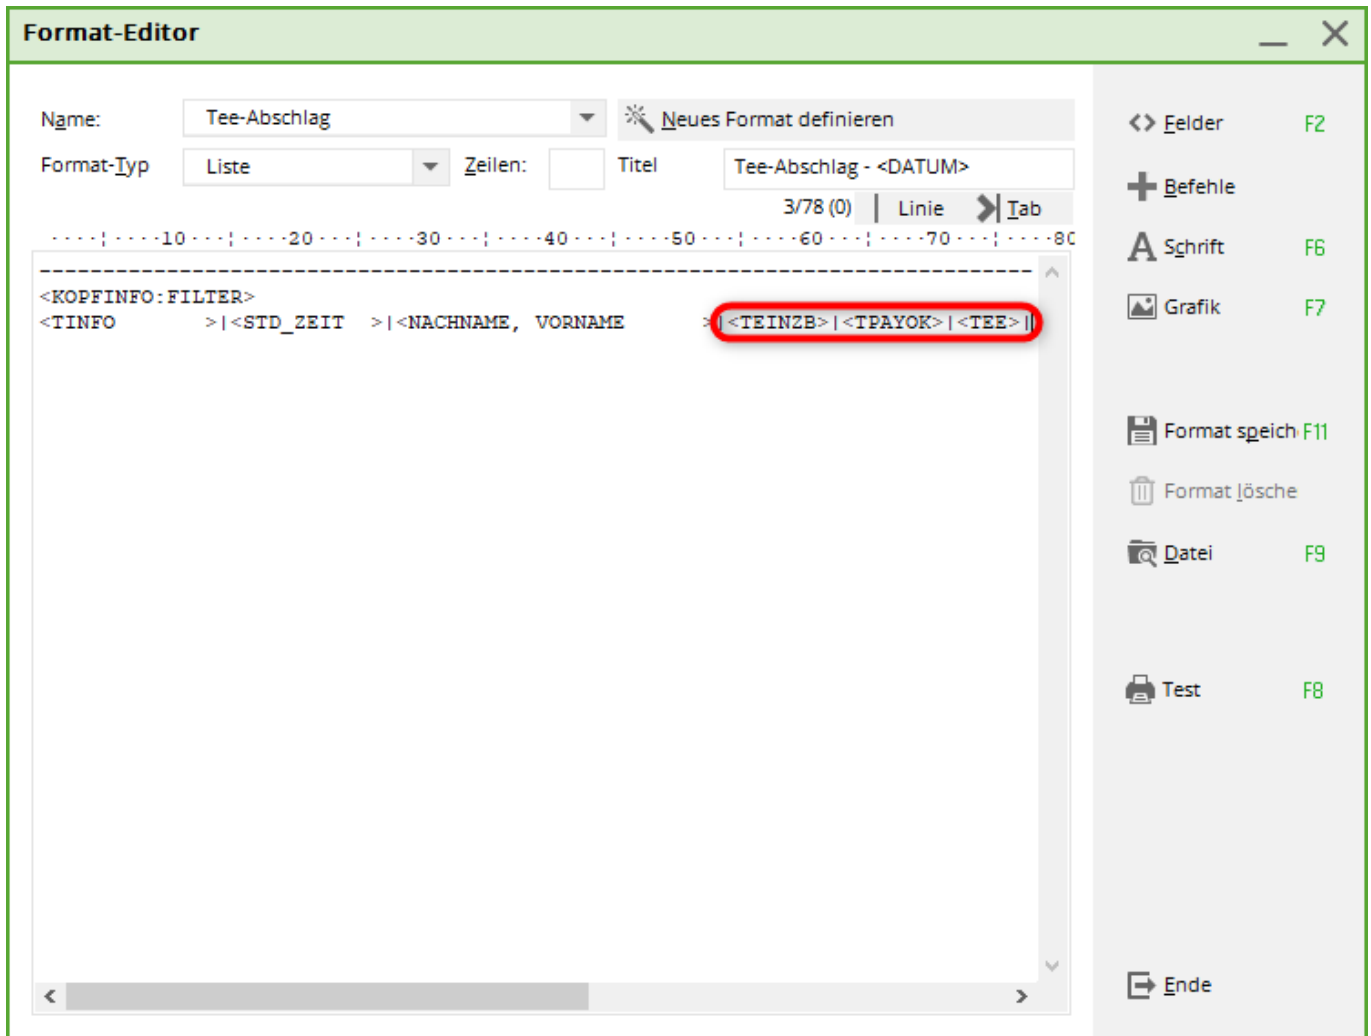 Format-Editor
Name: Tee-Abschlag Neues Format definieren
Format-Typ Liste Zeilen: Titel Tee-Abschlag - <DATUM>
3/78 (0) Linie Tab
····¦····10···¦····20···¦····30···¦····40···¦····50···¦····60···¦····70···¦····80
------------------------------------------------------------------------------
<KOPFINFO:FILTER>
<TINFO       >|<STD_ZEIT  >|<NACHNAME, VORNAME      >|<TEINZB>|<TPAYOK>|<TEE>|
Felder F2
Befehle
Schrift F6
Grafik F7
Format speich F11
Format lösche
Datei F9
Test F8
Ende